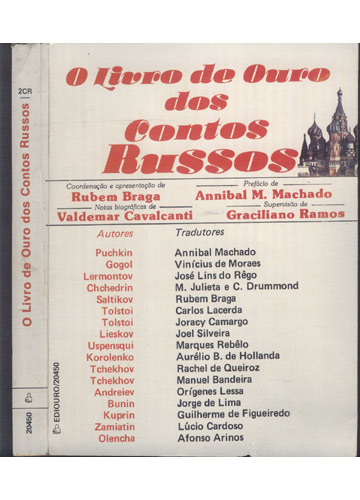 2CR
O Livro de Ouro dos Contos Russos
20450
EDIOURO/20450
O Livro de Ouro
dos
Contos
Russos
Coordenação e apresentação de
Rubem Braga
Prefácio de
Annibal M. Machado
Notas biográficas de
Valdemar Cavalcanti
Supervisão de
Graciliano Ramos
Autores Tradutores
Puchkin Annibal Machado
Gogol Vinícius de Moraes
Lermontov José Lins do Rêgo
Chchedrin M. Julieta e C. Drummond
Saltikov Rubem Braga
Tolstoi Carlos Lacerda
Tolstoi Joracy Camargo
Lieskov Joel Silveira
Uspensqui Marques Rebêlo
Korolenko Aurélio B. de Hollanda
Tchekhov Rachel de Queiroz
Tchekhov Manuel Bandeira
Andreiev Orígenes Lessa
Bunin Jorge de Lima
Kuprin Guilherme de Figueiredo
Zamiatin Lúcio Cardoso
Olencha Afonso Arinos